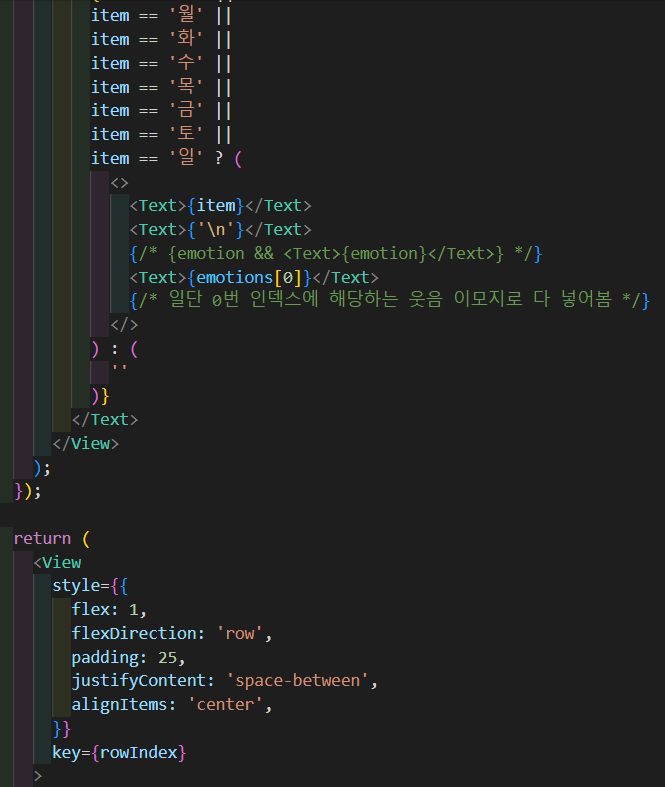 item == '월' ||
item == '화' ||
item == '수' ||
item == '목' ||
item == '금' ||
item == '토' ||
item == '일' ? (
<>
<Text>{item}</Text>
<Text>{'\n'}</Text>
{/* {emotion && <Text>{emotion}</Text>} */}
<Text>{emotions[0]}</Text>
{/* 일단 0번 인덱스에 해당하는 웃음 이모지로 다 넣어봄 */}
</>
) : (
''
)}
</Text>
</View>
);
});
return (
<View
style={{
flex: 1,
flexDirection: 'row',
padding: 25,
justifyContent: 'space-between',
alignItems: 'center',
}}
key={rowIndex}
>